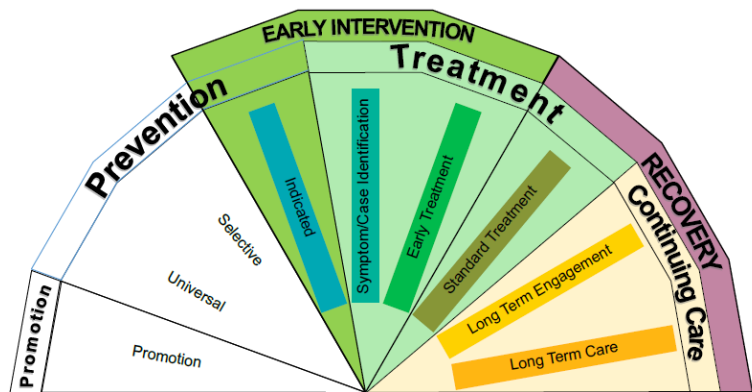 EARLY INTERVENTION
Prevention
Treatment
RECOVERY
Promotion
Continuing Care
Promotion
Universal
Selective
Indicated
Symptom/Case Identification
Early Treatment
Standard Treatment
Long Term Engagement
Long Term Care